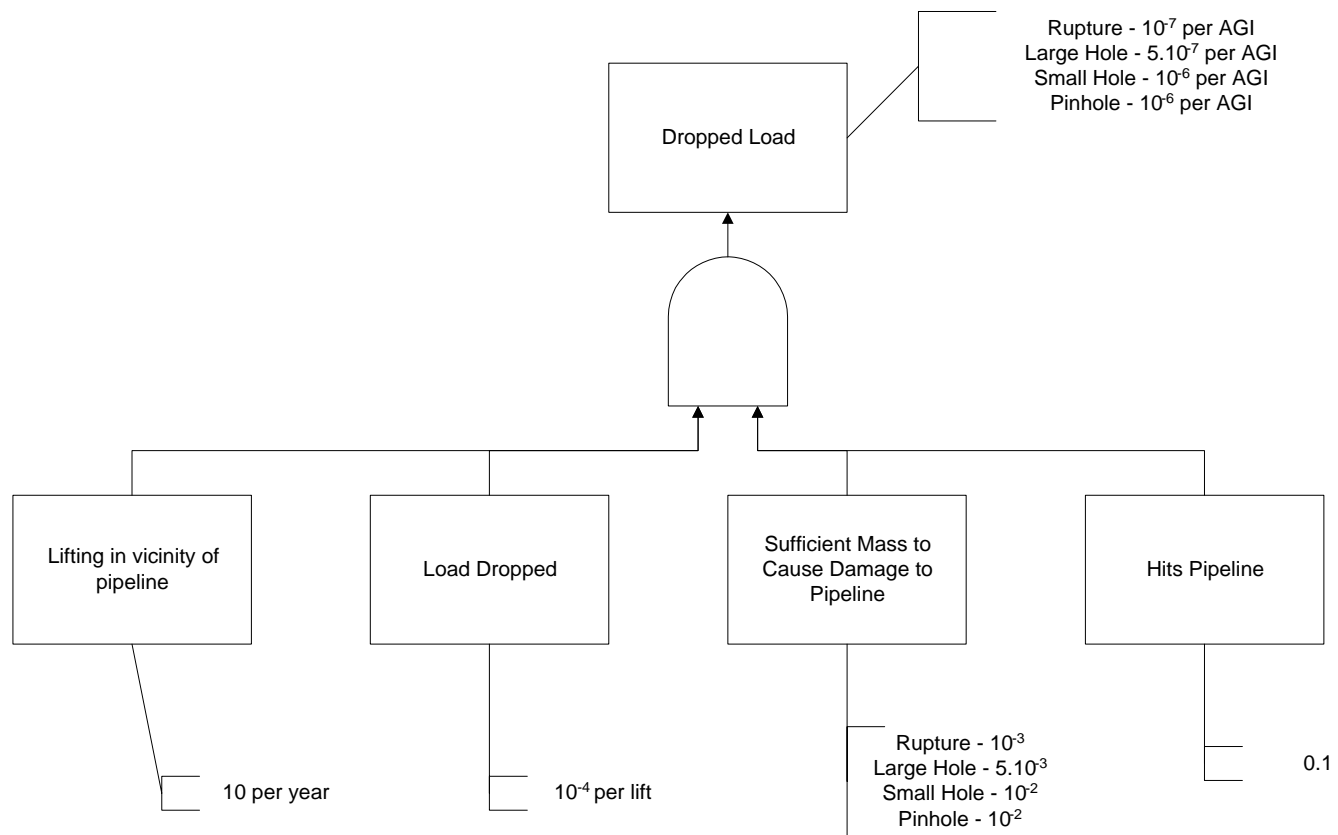 Rupture - 10⁻⁷ per AGI
Large Hole - 5.10⁻⁷ per AGI
Small Hole - 10⁻⁶ per AGI
Pinhole - 10⁻⁶ per AGI
Dropped Load
Lifting in vicinity of
pipeline
Load Dropped
Sufficient Mass to
Cause Damage to
Pipeline
Hits Pipeline
10 per year
10⁻⁴ per lift
Rupture - 10⁻³
Large Hole - 5.10⁻³
Small Hole - 10⁻²
Pinhole - 10⁻²
0.1